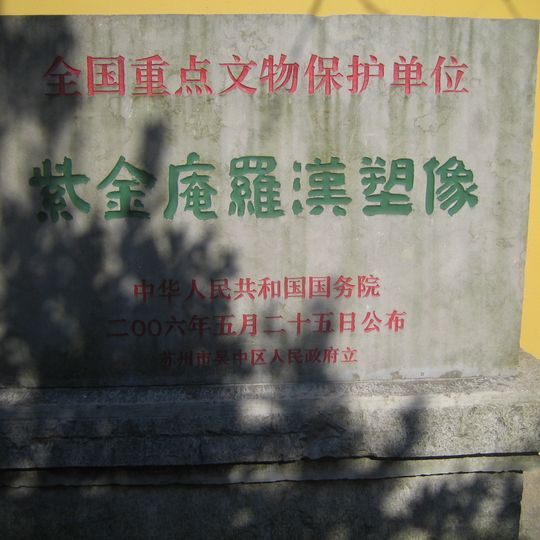 全国重点文物保护单位
紫金庵羅漢塑像
中华人民共和国国务院
二〇〇六年五月二十五日公布
苏州市吴中区人民政府立